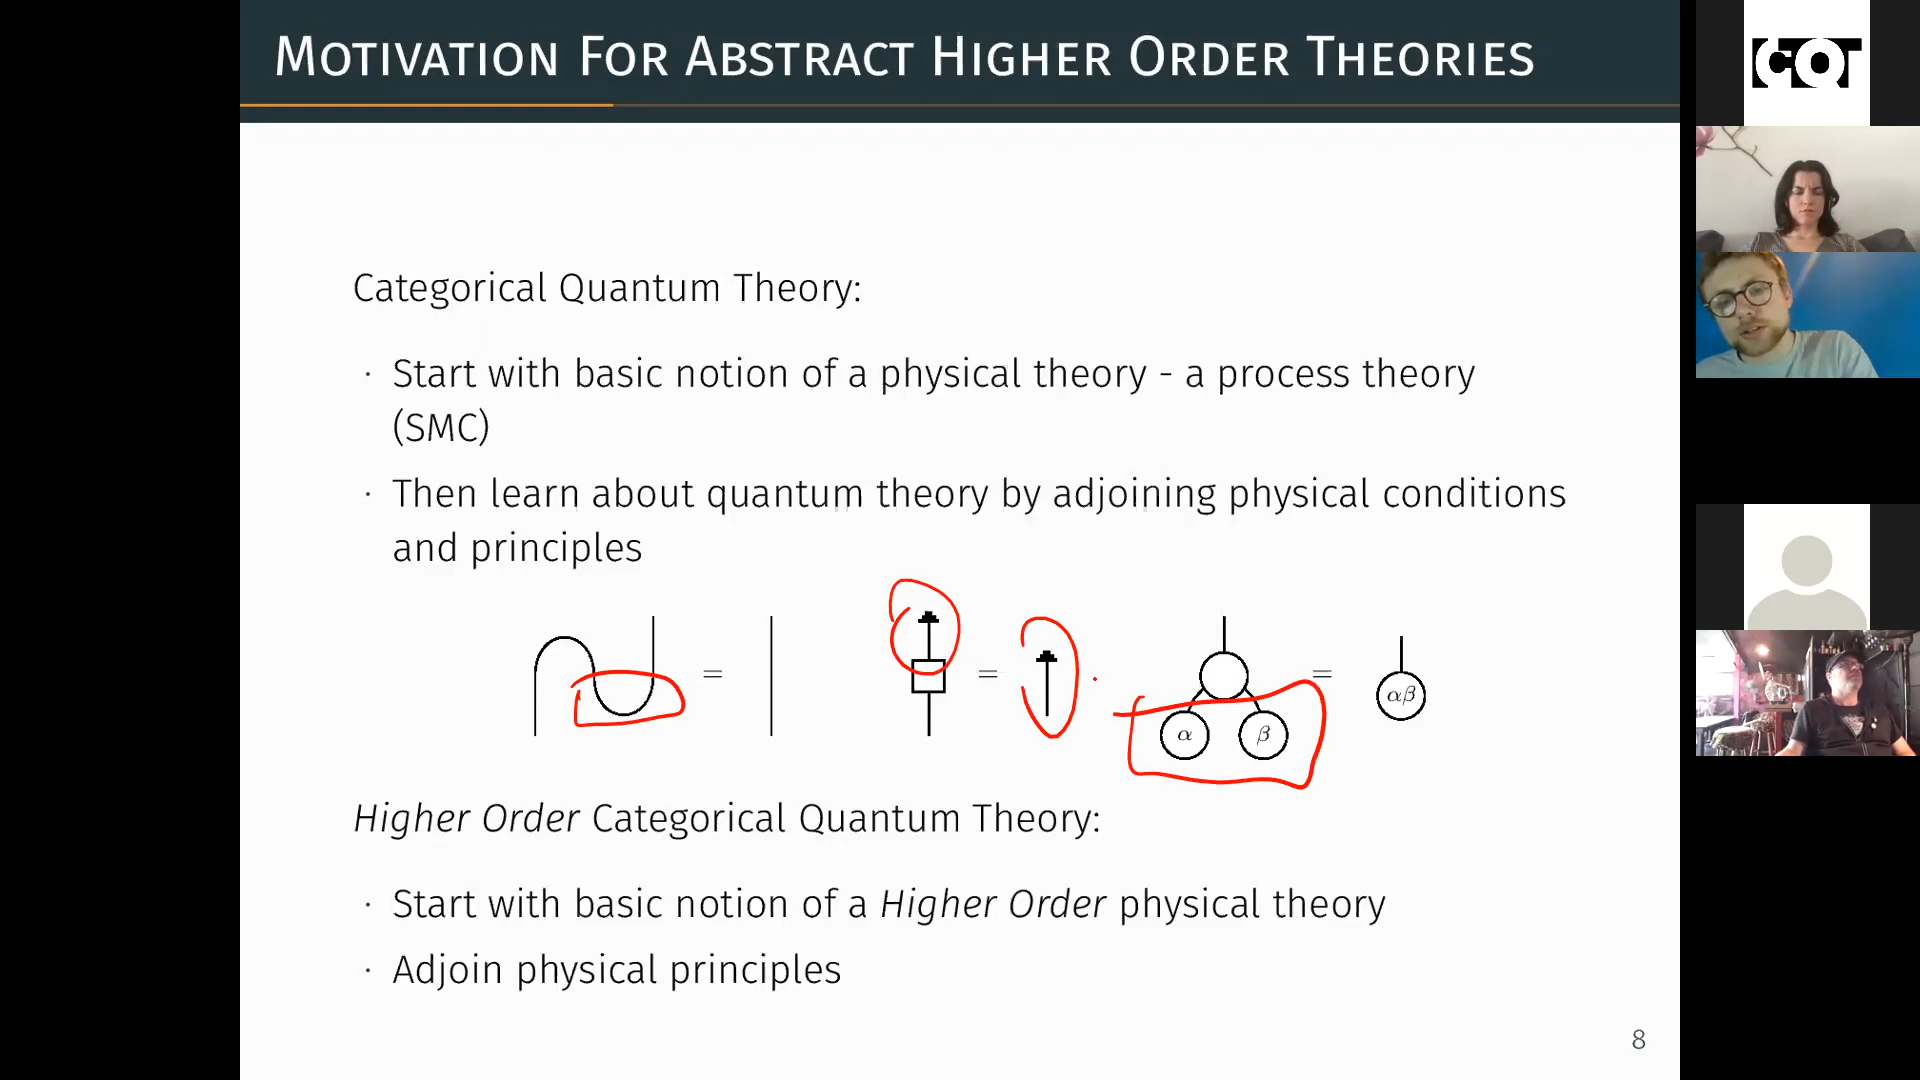 MOTIVATION FOR ABSTRACT HIGHER ORDER THEORIES
CQT
Categorical Quantum Theory:
· Start with basic notion of a physical theory - a process theory
(SMC)
· Then learn about quantum theory by adjoining physical conditions
and principles
= = = αβ
α β
Higher Order Categorical Quantum Theory:
· Start with basic notion of a Higher Order physical theory
· Adjoin physical principles
8